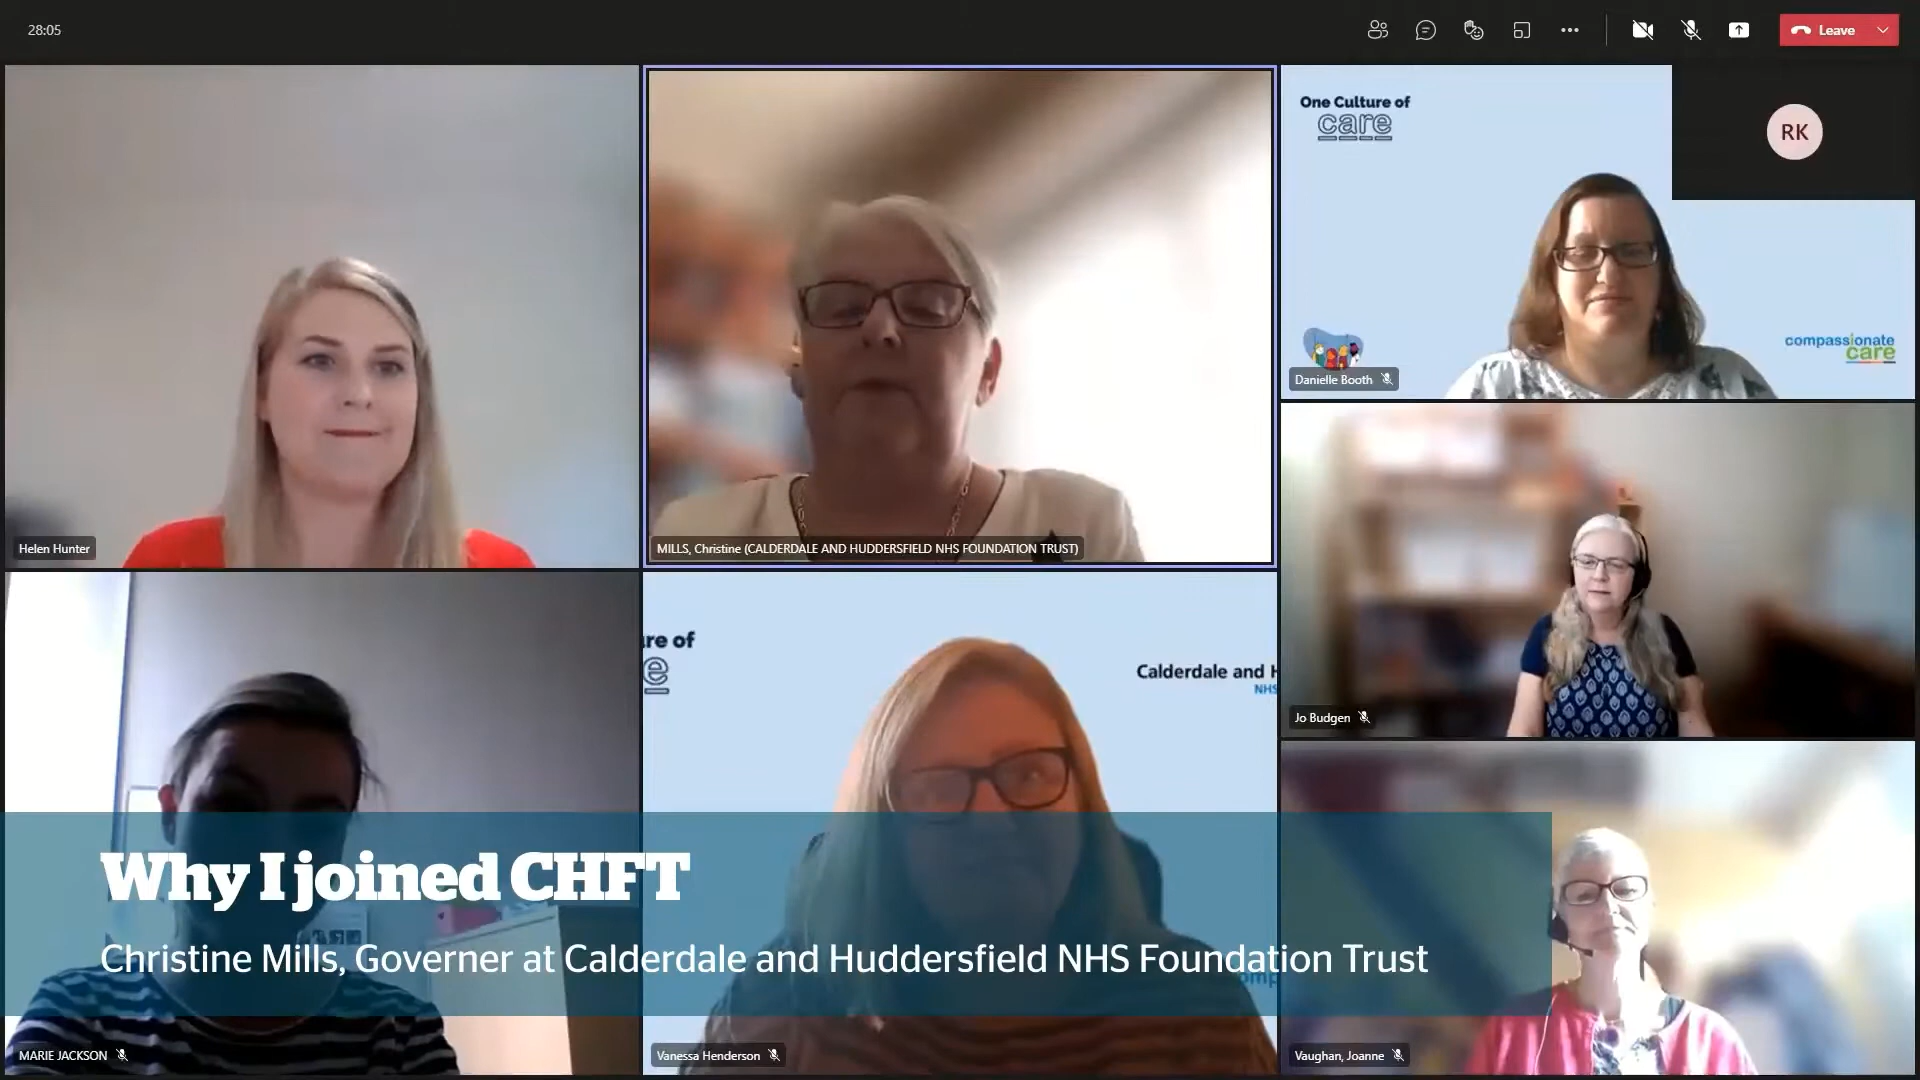 28:05
Leave
One Culture of
care
RK
compassionate
care
Danielle Booth
Helen Hunter
MILLS, Christine (CALDERDALE AND HUDDERSFIELD NHS FOUNDATION TRUST)
re of
e
Calderdale and H
NHS
Jo Budgen
Why I joined CHFT
Christine Mills, Governer at Calderdale and Huddersfield NHS Foundation Trust
omp
MARIE JACKSON
Vanessa Henderson
Vaughan, Joanne